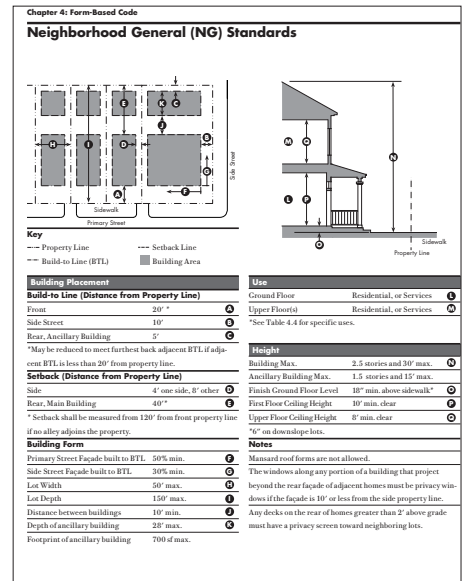 Chapter 4: Form-Based Code
Neighborhood General (NG) Standards
E
K
C
J
B
H
I
D
G
A
F
Side Street
Sidewalk
Primary Street
M
Q
N
L
P
O
Sidewalk
Property Line
Key
Property Line
Setback Line
Build-to Line (BTL)
Building Area
Building Placement
Build-to Line (Distance from Property Line)
Front 20' * A
Side Street 10' B
Rear, Ancillary Building 5' C
*May be reduced to meet furthest back adjacent BTL if adja-
cent BTL is less than 20' from property line.
Setback (Distance from Property Line)
Side 4' one side, 8' other D
Rear, Main Building 40'* E
* Setback shall be measured from 120' from front property line
if no alley adjoins the property.
Building Form
Primary Street Façade built to BTL 50% min. F
Side Street Façade built to BTL 30% min. G
Lot Width 50' max. H
Lot Depth 150' max. I
Distance between buildings 10' min. J
Depth of ancillary building 28' max. K
Footprint of ancillary building 700 sf max.
Use
Ground Floor Residential, or Services L
Upper Floor(s) Residential, or Services M
*See Table 4.4 for specific uses.
Height
Building Max. 2.5 stories and 30' max. N
Ancillary Building Max. 1.5 stories and 15' max.
Finish Ground Floor Level 18" min. above sidewalk* O
First Floor Ceiling Height 10' min. clear P
Upper Floor Ceiling Height 8' min. clear Q
*6" on downslope lots.
Notes
Mansard roof forms are not allowed.
The windows along any portion of a building that project
beyond the rear façade of adjacent homes must be privacy win-
dows if the façade is 10' or less from the side property line.
Any decks on the rear of homes greater than 2' above grade
must have a privacy screen toward neighboring lots.